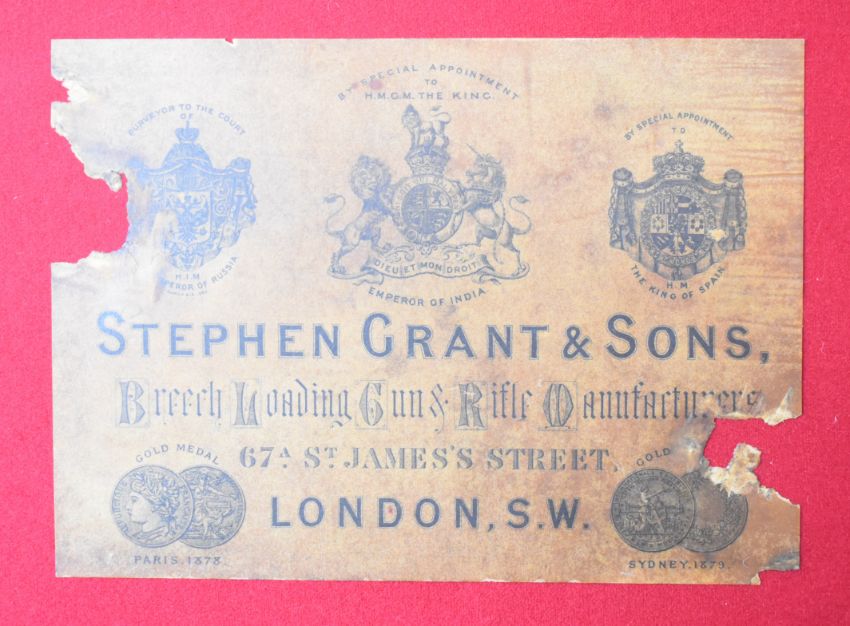 BY SPECIAL APPOINTMENT
TO
H.M.G.M. THE KING.
PURVEYOR TO THE COURT
OF
H.I.M
EMPEROR OF RUSSIA
DIEU ET MON DROIT
EMPEROR OF INDIA
BY SPECIAL APPOINTMENT
TO
H.M
THE KING OF SPAIN
STEPHEN GRANT & SONS,
Breech Loading Gun & Rifle Manufacturers
67A ST JAMES'S STREET,
LONDON, S.W.
GOLD MEDAL
PARIS, 1878.
GOLD
SYDNEY, 1879.